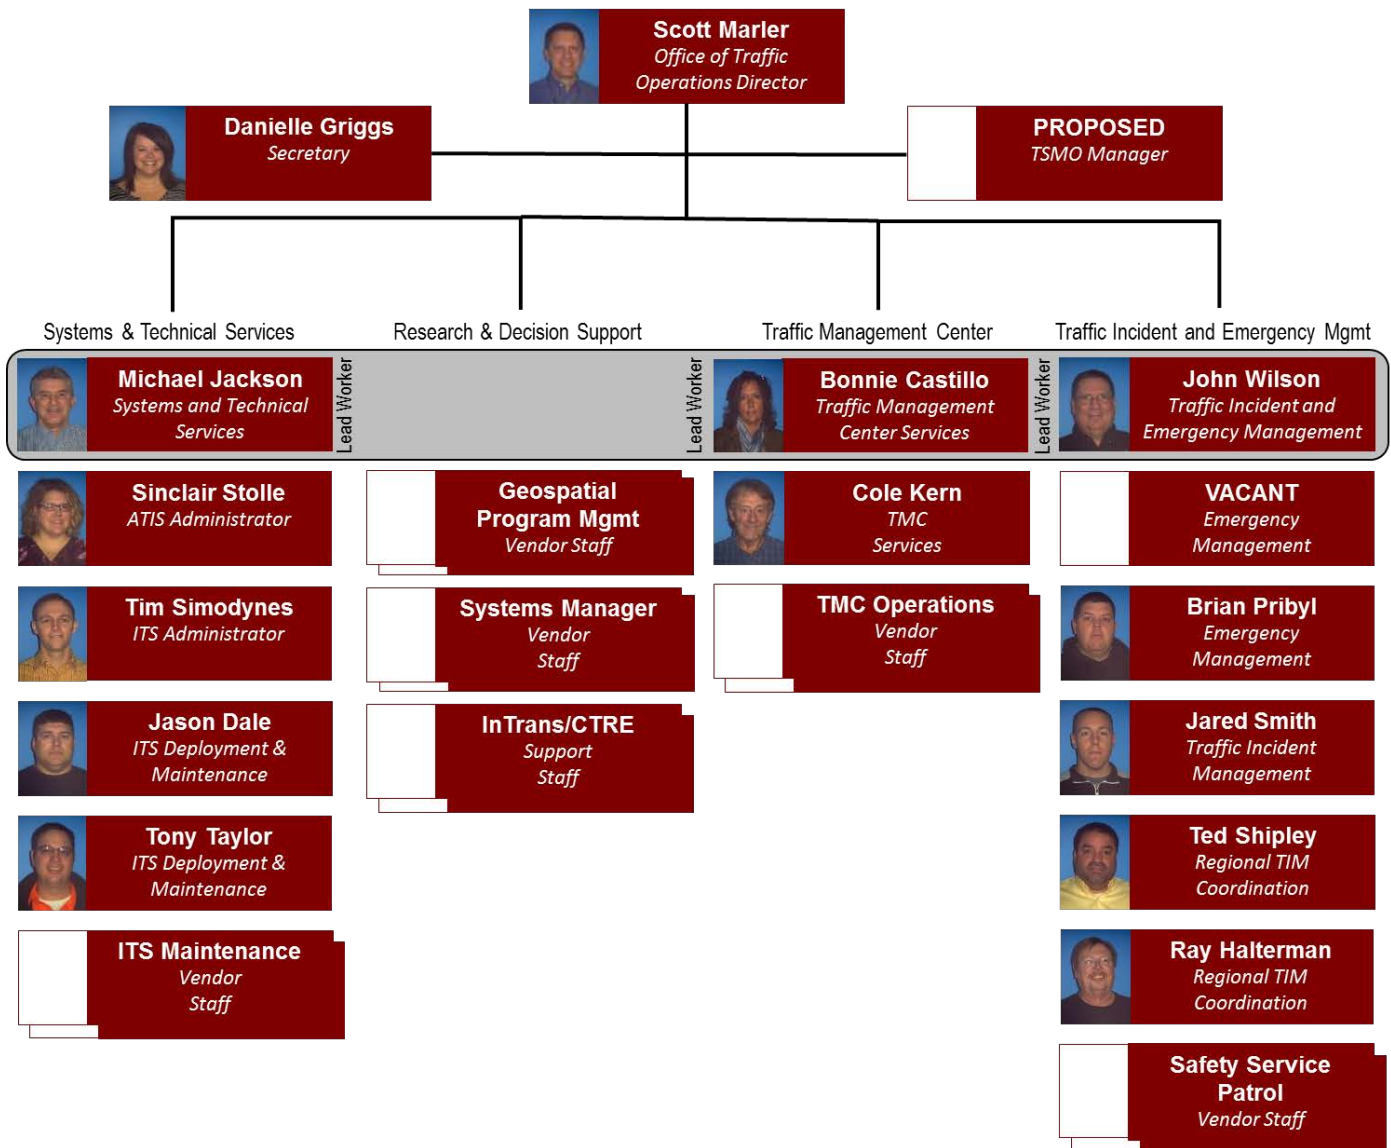 Scott Marler
Office of Traffic
Operations Director
Danielle Griggs
Secretary
PROPOSED
TSMO Manager
Systems & Technical Services
Research & Decision Support
Traffic Management Center
Traffic Incident and Emergency Mgmt
Michael Jackson
Systems and Technical
Services
Lead Worker
Lead Worker
Bonnie Castillo
Traffic Management
Center Services
Lead Worker
John Wilson
Traffic Incident and
Emergency Management
Sinclair Stolle
ATIS Administrator
Tim Simodynes
ITS Administrator
Jason Dale
ITS Deployment &
Maintenance
Tony Taylor
ITS Deployment &
Maintenance
ITS Maintenance
Vendor
Staff
Geospatial
Program Mgmt
Vendor Staff
Systems Manager
Vendor
Staff
InTrans/CTRE
Support
Staff
Cole Kern
TMC
Services
TMC Operations
Vendor
Staff
VACANT
Emergency
Management
Brian Pribyl
Emergency
Management
Jared Smith
Traffic Incident
Management
Ted Shipley
Regional TIM
Coordination
Ray Halterman
Regional TIM
Coordination
Safety Service
Patrol
Vendor Staff